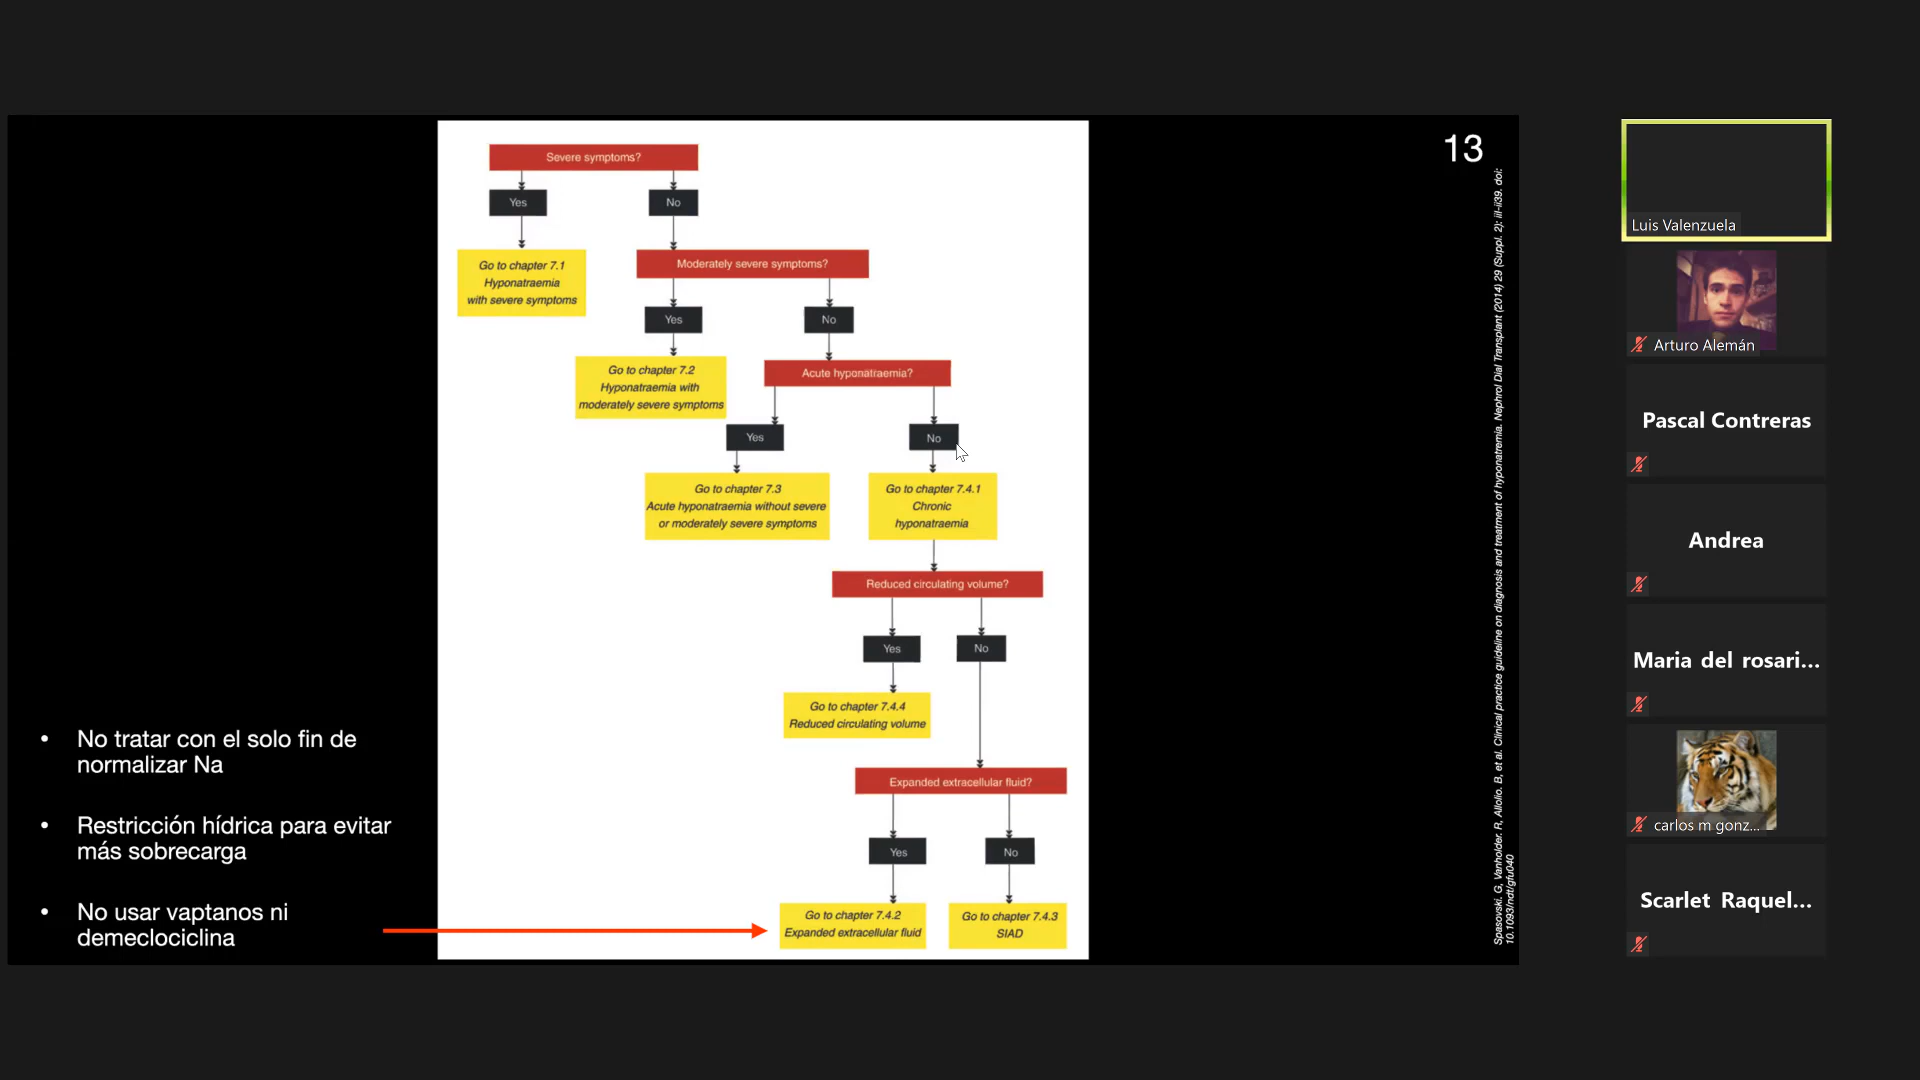 13
Severe symptoms?
Yes
No
Go to chapter 7.1
Hyponatraemia
with severe symptoms
Moderately severe symptoms?
Yes
No
Go to chapter 7.2
Hyponatraemia with
moderately severe symptoms
Acute hyponatraemia?
Yes
No
Go to chapter 7.3
Acute hyponatraemia without severe
or moderately severe symptoms
Go to chapter 7.4.1
Chronic
hyponatraemia
Reduced circulating volume?
Yes
No
Go to chapter 7.4.4
Reduced circulating volume
Expanded extracellular fluid?
Yes
No
Go to chapter 7.4.2
Expanded extracellular fluid
Go to chapter 7.4.3
SIAD
• No tratar con el solo fin de
normalizar Na
• Restricción hídrica para evitar
más sobrecarga
• No usar vaptanos ni
demeclociclina
Spasovski. G, Vanholder. R, Allolio. B, et al. Clinical practice guideline on diagnosis and treatment of hyponatremia. Nephrol Dial Transplant (2014) 29 (Suppl. 2): ii1-ii39. doi:
10.1093/ndt/gfu040
Luis Valenzuela
Arturo Alemán
Pascal Contreras
Andrea
Maria del rosari...
carlos m gonz...
Scarlet Raquel...